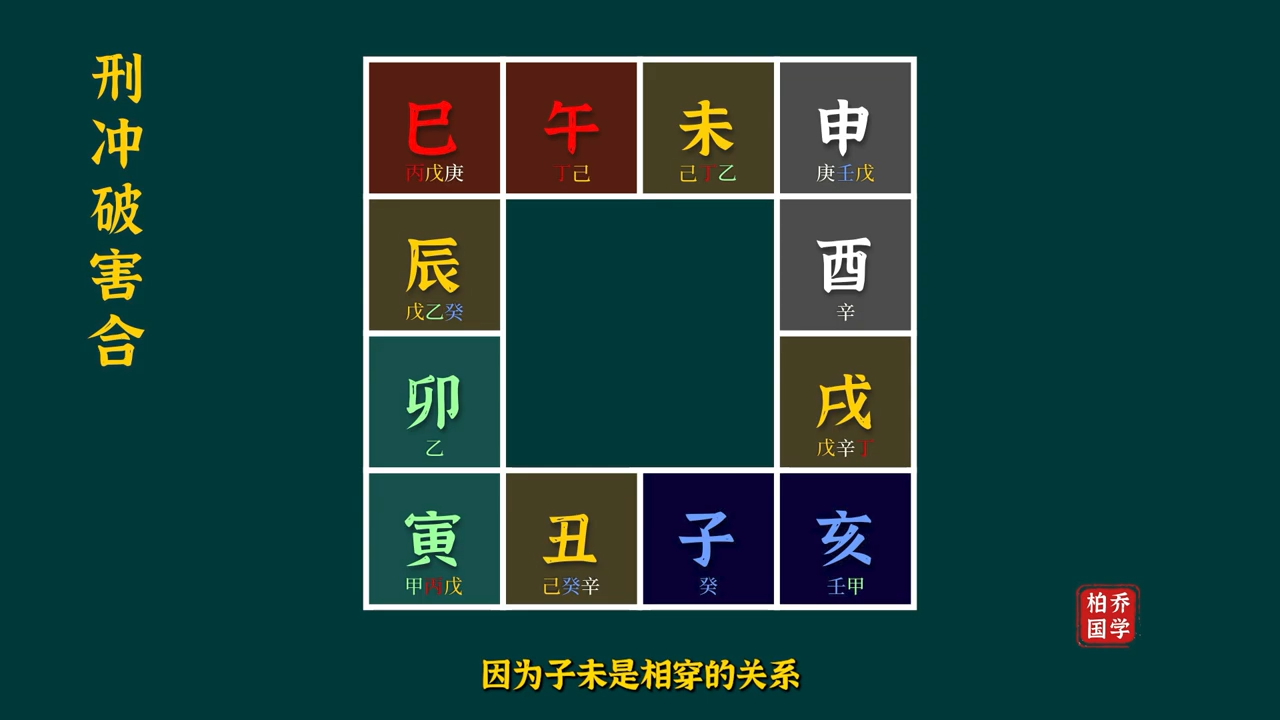 刑冲破害合
巳
丙戊庚
午
丁己
未
己丁乙
申
庚壬戊
辰
戊乙癸
酉
辛
卯
乙
戌
戊辛丁
寅
甲丙戊
丑
己癸辛
子
癸
亥
壬甲
柏乔
国学
因为子未是相穿的关系